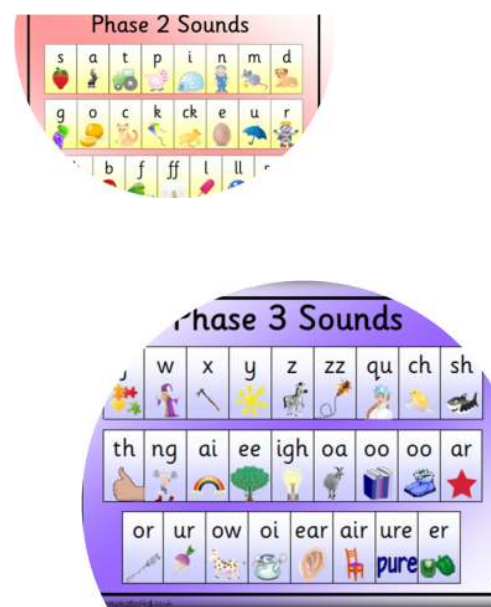 Phase 2 Sounds
s a t p i n m d
g o c k ck e u r
b f ff l ll
Phase 3 Sounds
w x y z zz qu ch sh
th ng ai ee igh oa oo oo ar
or ur ow oi ear air ure er
pure